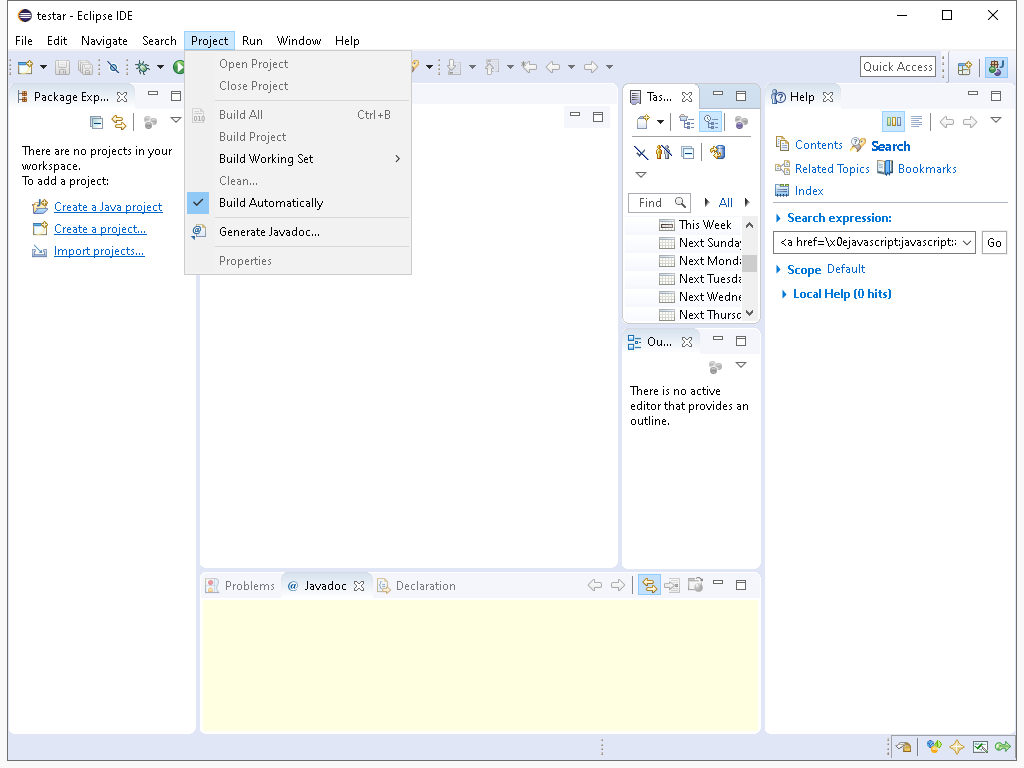 testar - Eclipse IDE
File Edit Navigate Search Project Run Window Help
Quick Access
Open Project
Close Project
Build All Ctrl+B
Build Project
Build Working Set
Clean...
Build Automatically
Generate Javadoc...
Properties
Package Exp...
There are no projects in your
workspace.
To add a project:
Create a Java project
Create a project...
Import projects...
Tas...
Find All
This Week
Next Sunday
Next Monda
Next Tuesda
Next Wedne
Next Thursd
Ou...
There is no active
editor that provides an
outline.
Help
Contents Search
Related Topics Bookmarks
Index
Search expression:
<a href=\x0ejavascript:javascript: Go
Scope Default
Local Help (0 hits)
Problems @ Javadoc Declaration